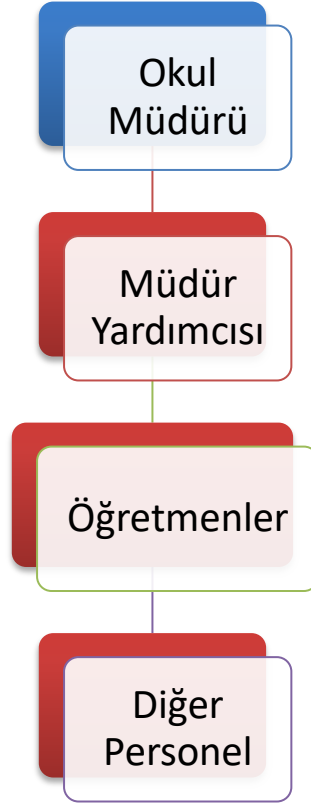 Okul
Müdürü
Müdür
Yardımcısı
Öğretmenler
Diğer
Personel